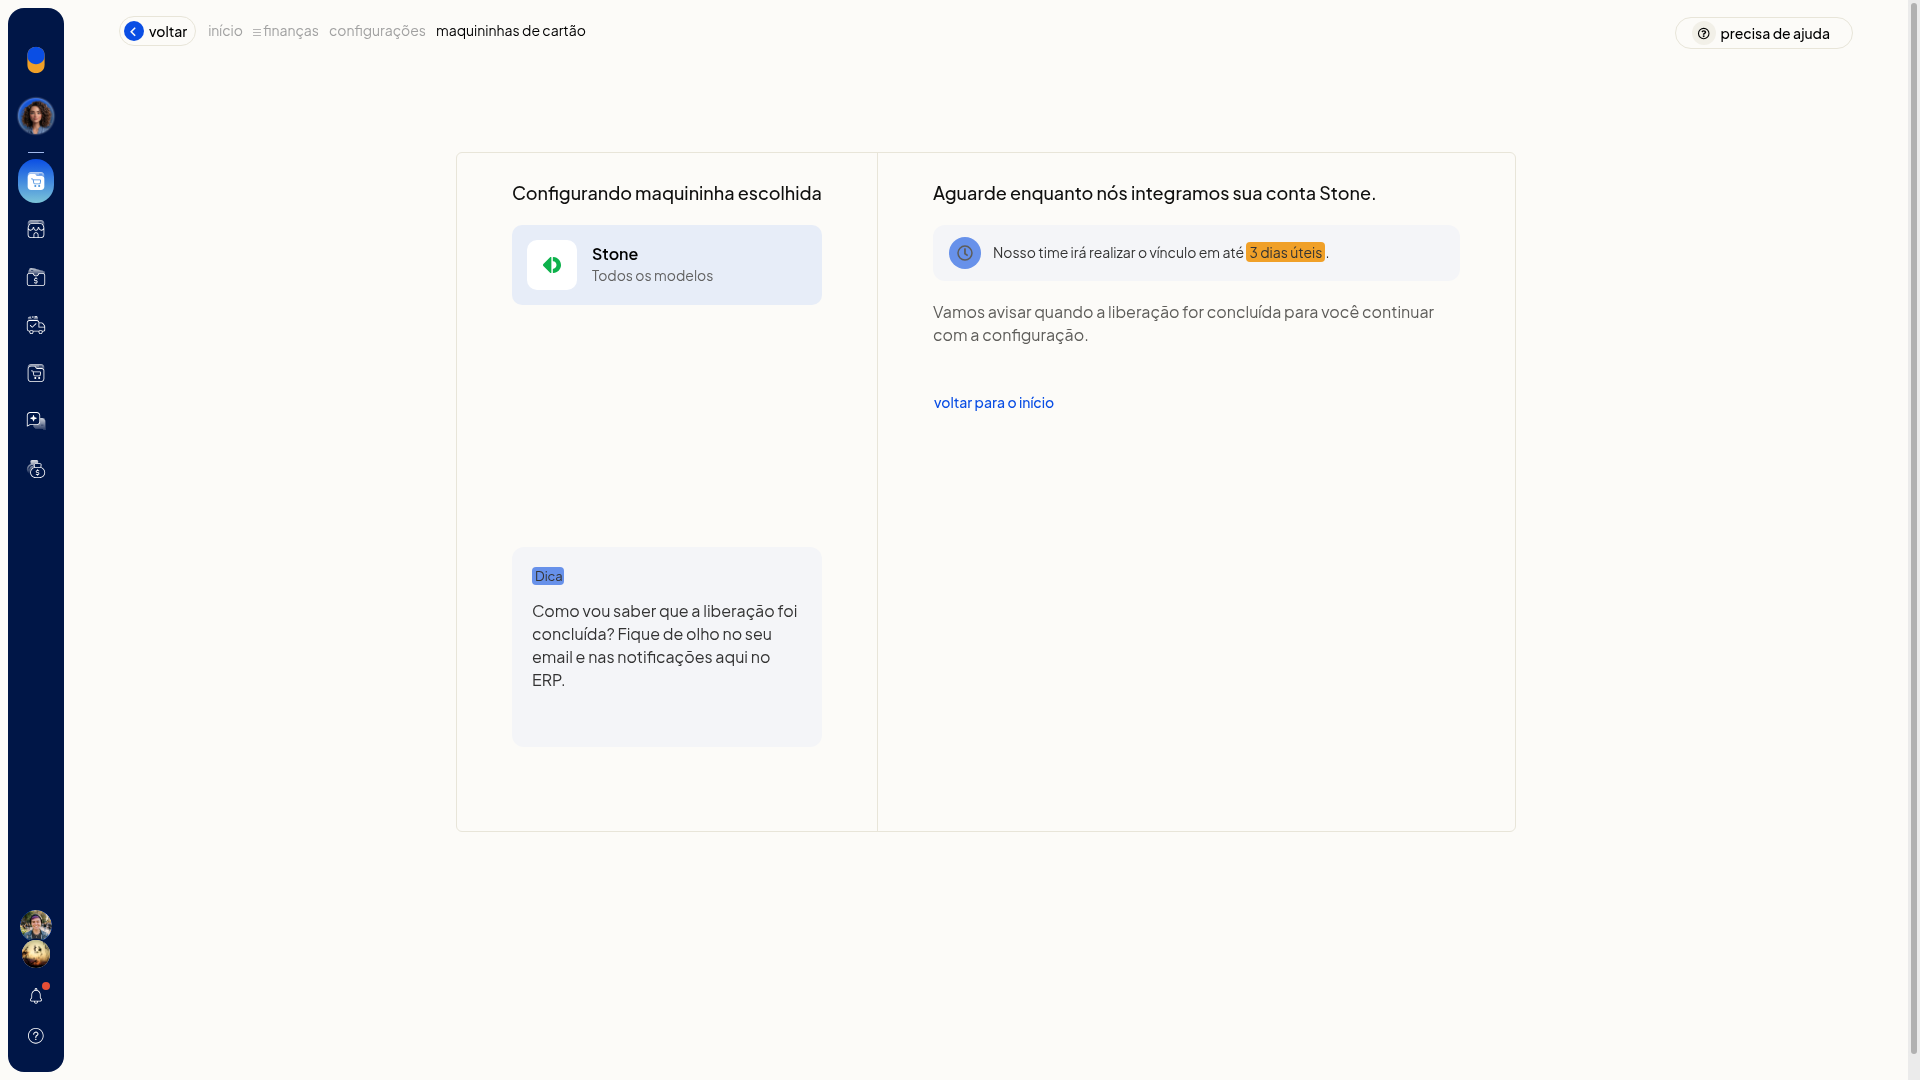 voltar
início
finanças
configurações
maquininhas de cartão
precisa de ajuda
Configurando maquininha escolhida
Stone
Todos os modelos
Dica
Como vou saber que a liberação foi
concluída? Fique de olho no seu
email e nas notificações aqui no
ERP.
Aguarde enquanto nós integramos sua conta Stone.
Nosso time irá realizar o vínculo em até 3 dias úteis.
Vamos avisar quando a liberação for concluída para você continuar
com a configuração.
voltar para o início